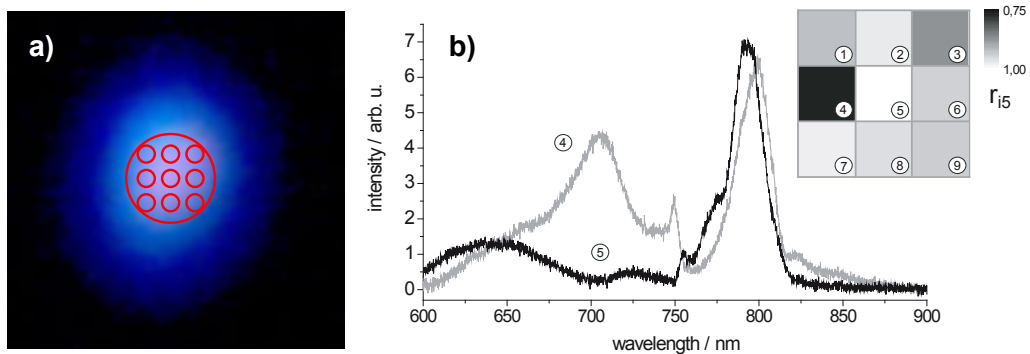 a)
b)
intensity / arb. u.
7
6
5
4
3
2
1
0
④
⑤
600
650
700
750
800
850
900
wavelength / nm
① ② ③
④ ⑤ ⑥
⑦ ⑧ ⑨
0,75
1,00
r_i5